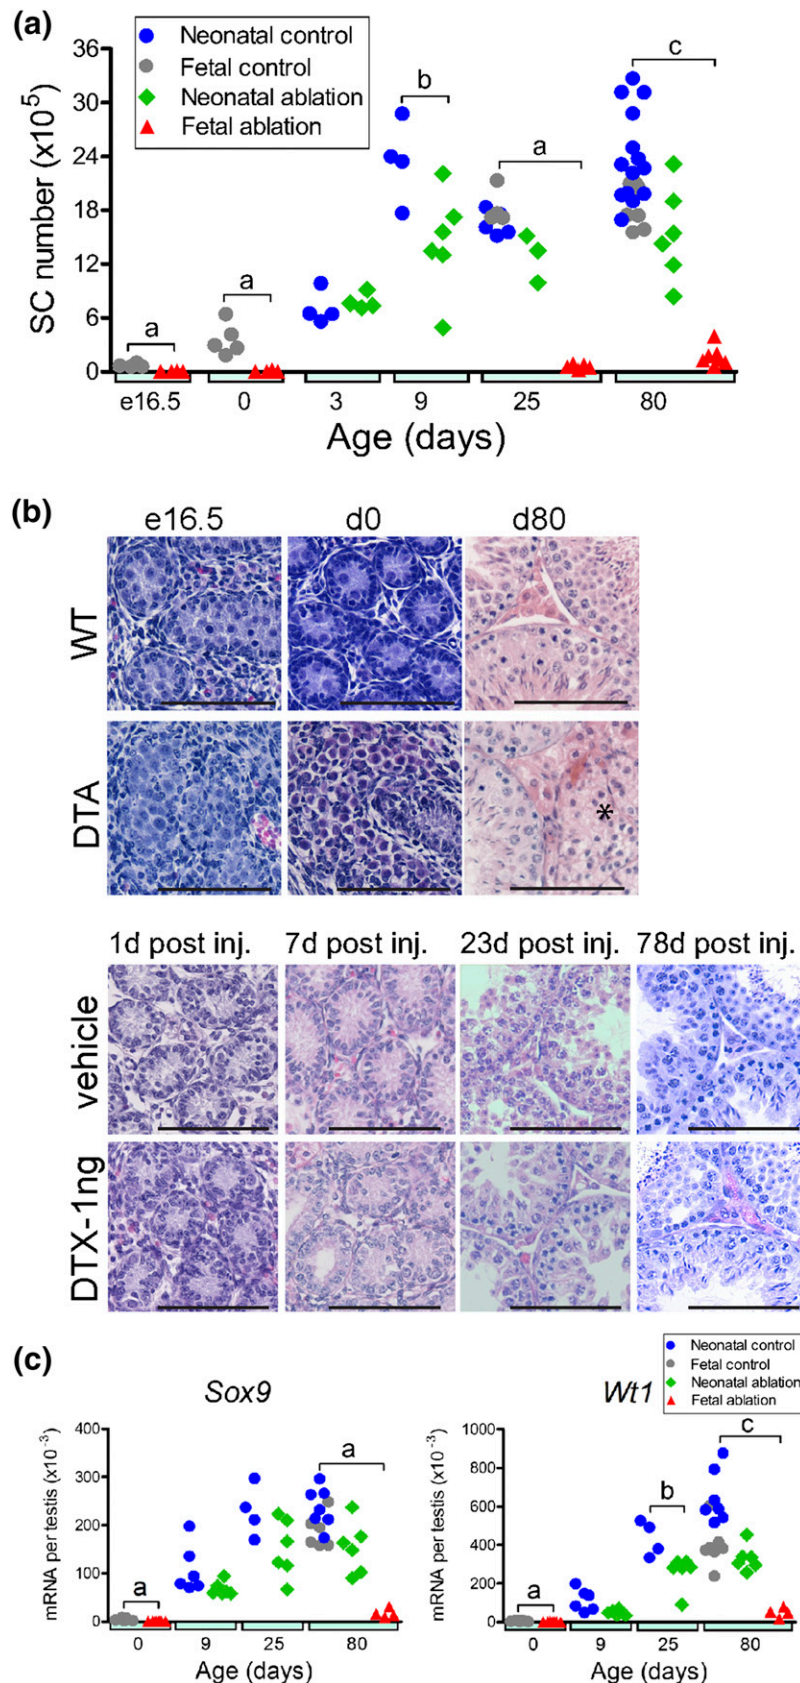 (a)
Neonatal control
Fetal control
Neonatal ablation
Fetal ablation
SC number (x10⁵)
36
30
24
18
12
6
0
a
a
b
a
c
e16.5
0
3
9
25
80
Age (days)
(b)
e16.5
d0
d80
WT
DTA
*
1d post inj.
7d post inj.
23d post inj.
78d post inj.
vehicle
DTX-1ng
(c)
Neonatal control
Fetal control
Neonatal ablation
Fetal ablation
Sox9
mRNA per testis (x10⁻³)
400
300
200
100
0
a
a
0
9
25
80
Age (days)
Wt1
mRNA per testis (x10⁻³)
1000
800
600
400
200
0
a
b
c
0
9
25
80
Age (days)